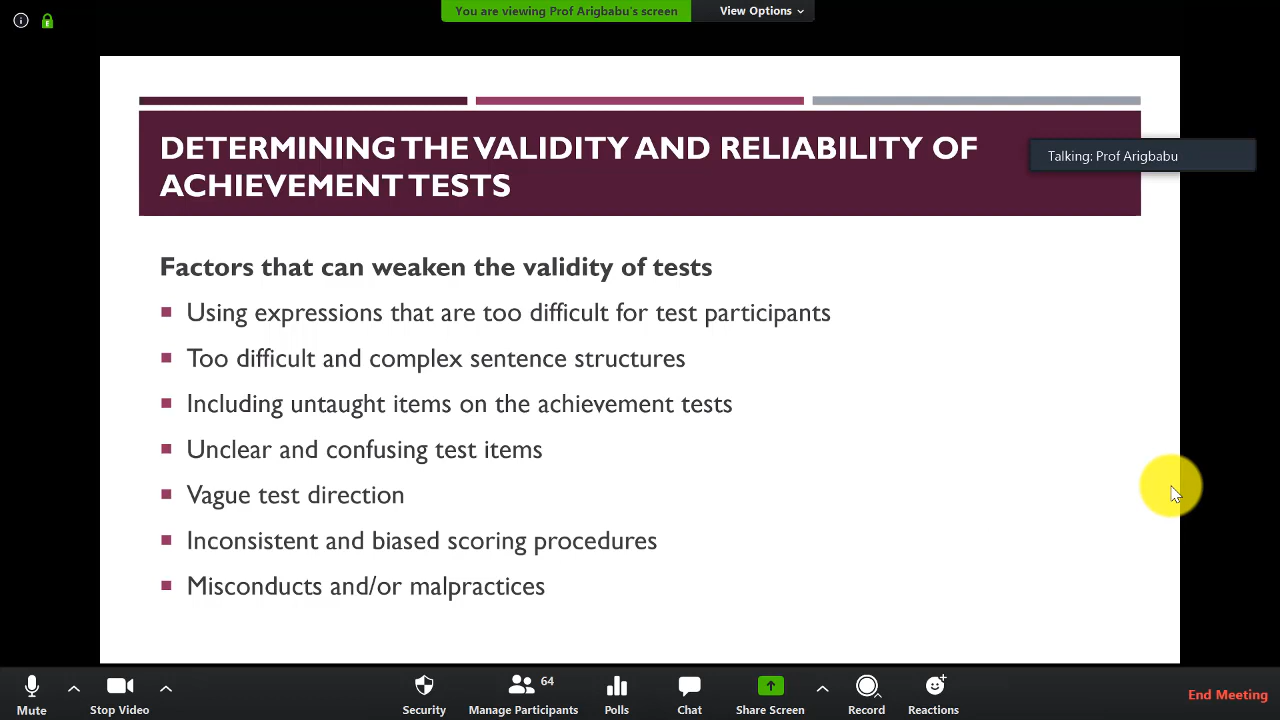 You are viewing Prof Arigbabu's screen
View Options
DETERMINING THE VALIDITY AND RELIABILITY OF
ACHIEVEMENT TESTS
Talking: Prof Arigbabu
Factors that can weaken the validity of tests
Using expressions that are too difficult for test participants
Too difficult and complex sentence structures
Including untaught items on the achievement tests
Unclear and confusing test items
Vague test direction
Inconsistent and biased scoring procedures
Misconducts and/or malpractices
64
Mute
Stop Video
Security
Manage Participants
Polls
Chat
Share Screen
Record
Reactions
End Meeting